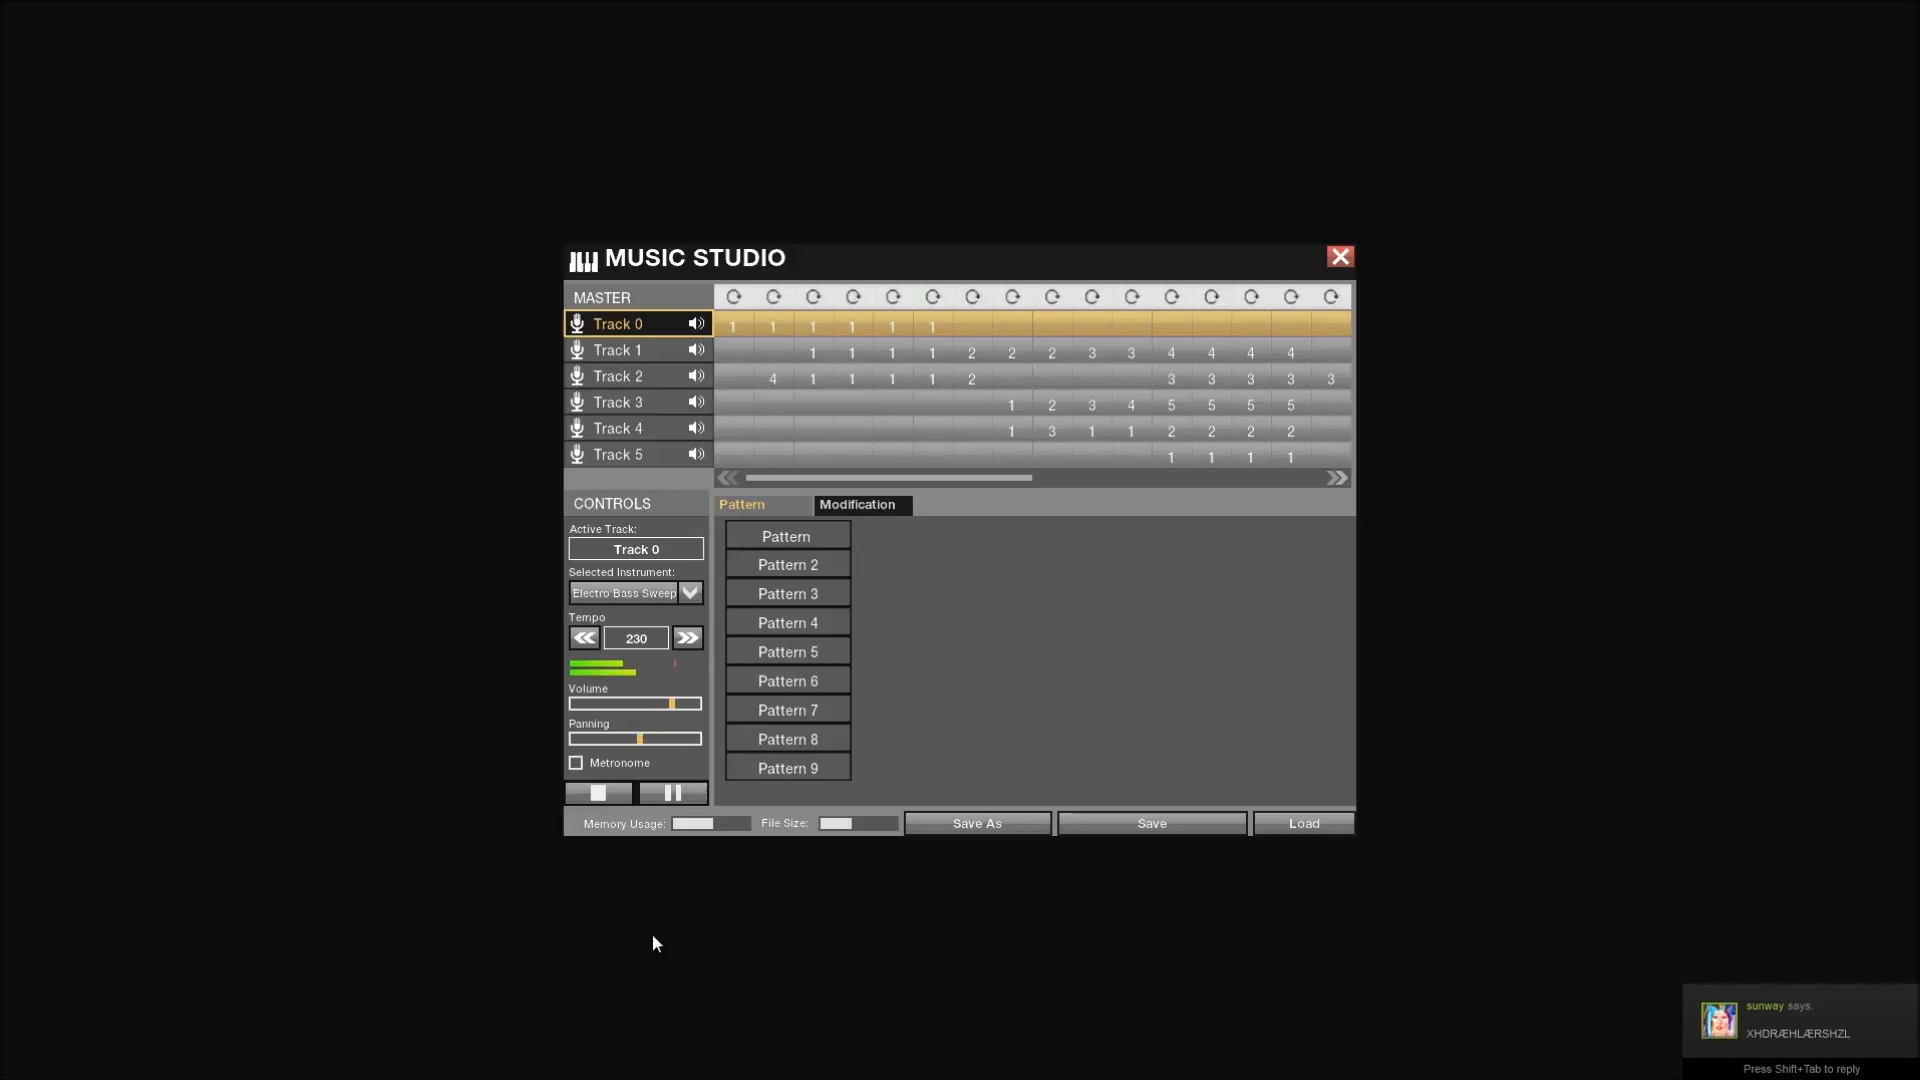 MUSIC STUDIO
MASTER
Track 0 1 1 1 1 1 1
Track 1 1 1 1 1 2 2 2 3 3 4 4 4 4
Track 2 4 1 1 1 1 2 3 3 3 3 3
Track 3 1 2 3 4 5 5 5 5
Track 4 1 3 1 1 2 2 2 2
Track 5 1 1 1 1
CONTROLS
Pattern Modification
Active Track:
Track 0
Selected Instrument:
Electro Bass Sweep
Tempo
230
Volume
Panning
Metronome
Pattern
Pattern 2
Pattern 3
Pattern 4
Pattern 5
Pattern 6
Pattern 7
Pattern 8
Pattern 9
Memory Usage: File Size: Save As Save Load
sunway says.
XHDRÆHLÆRSHZL
Press Shift+Tab to reply